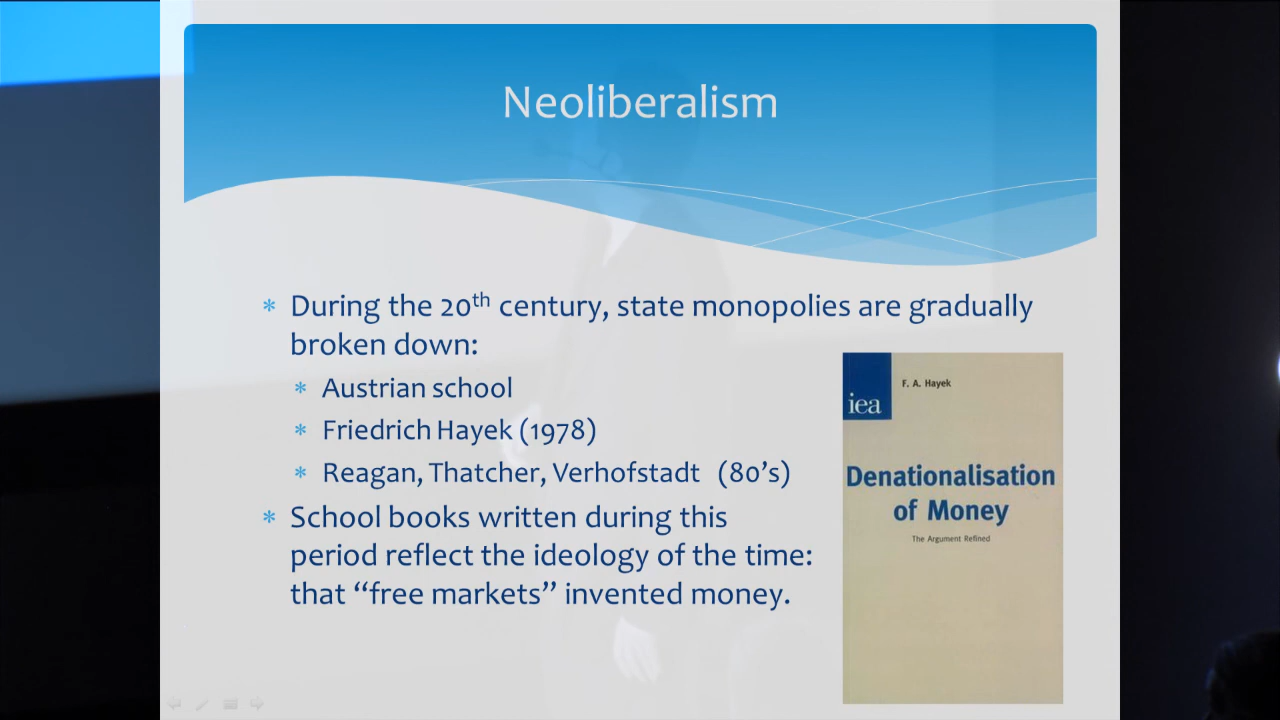 Neoliberalism
During the 20th century, state monopolies are gradually
broken down:
Austrian school
Friedrich Hayek (1978)
Reagan, Thatcher, Verhofstadt (80’s)
School books written during this
period reflect the ideology of the time:
that “free markets” invented money.
F. A. Hayek
iea
Denationalisation
of Money
The Argument Refined